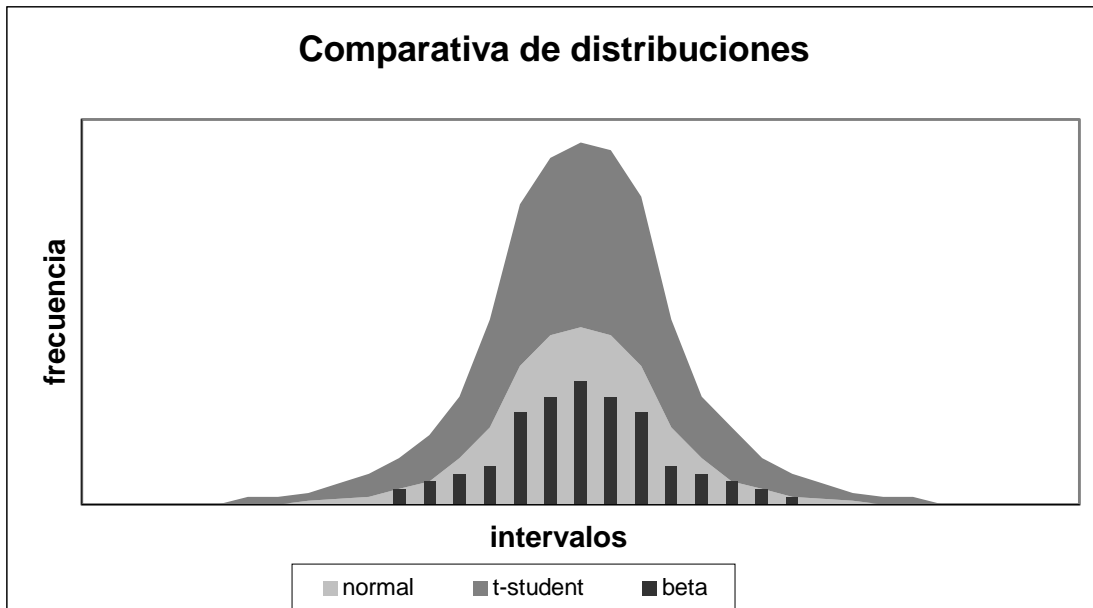 Comparativa de distribuciones
frecuencia
intervalos
normal t-student beta